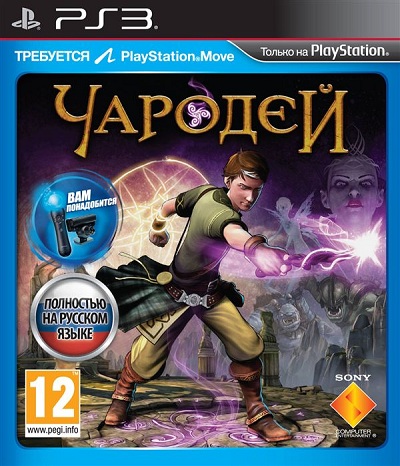 PS3
ТРЕБУЕТСЯ PlayStation®Move
Только на PlayStation®
ЧАРОДЕЙ
ВАМ
ПОНАДОБИТСЯ
ПОЛНОСТЬЮ
НА РУССКОМ
ЯЗЫКЕ
12
www.pegi.info
SONY
Computer Entertainment